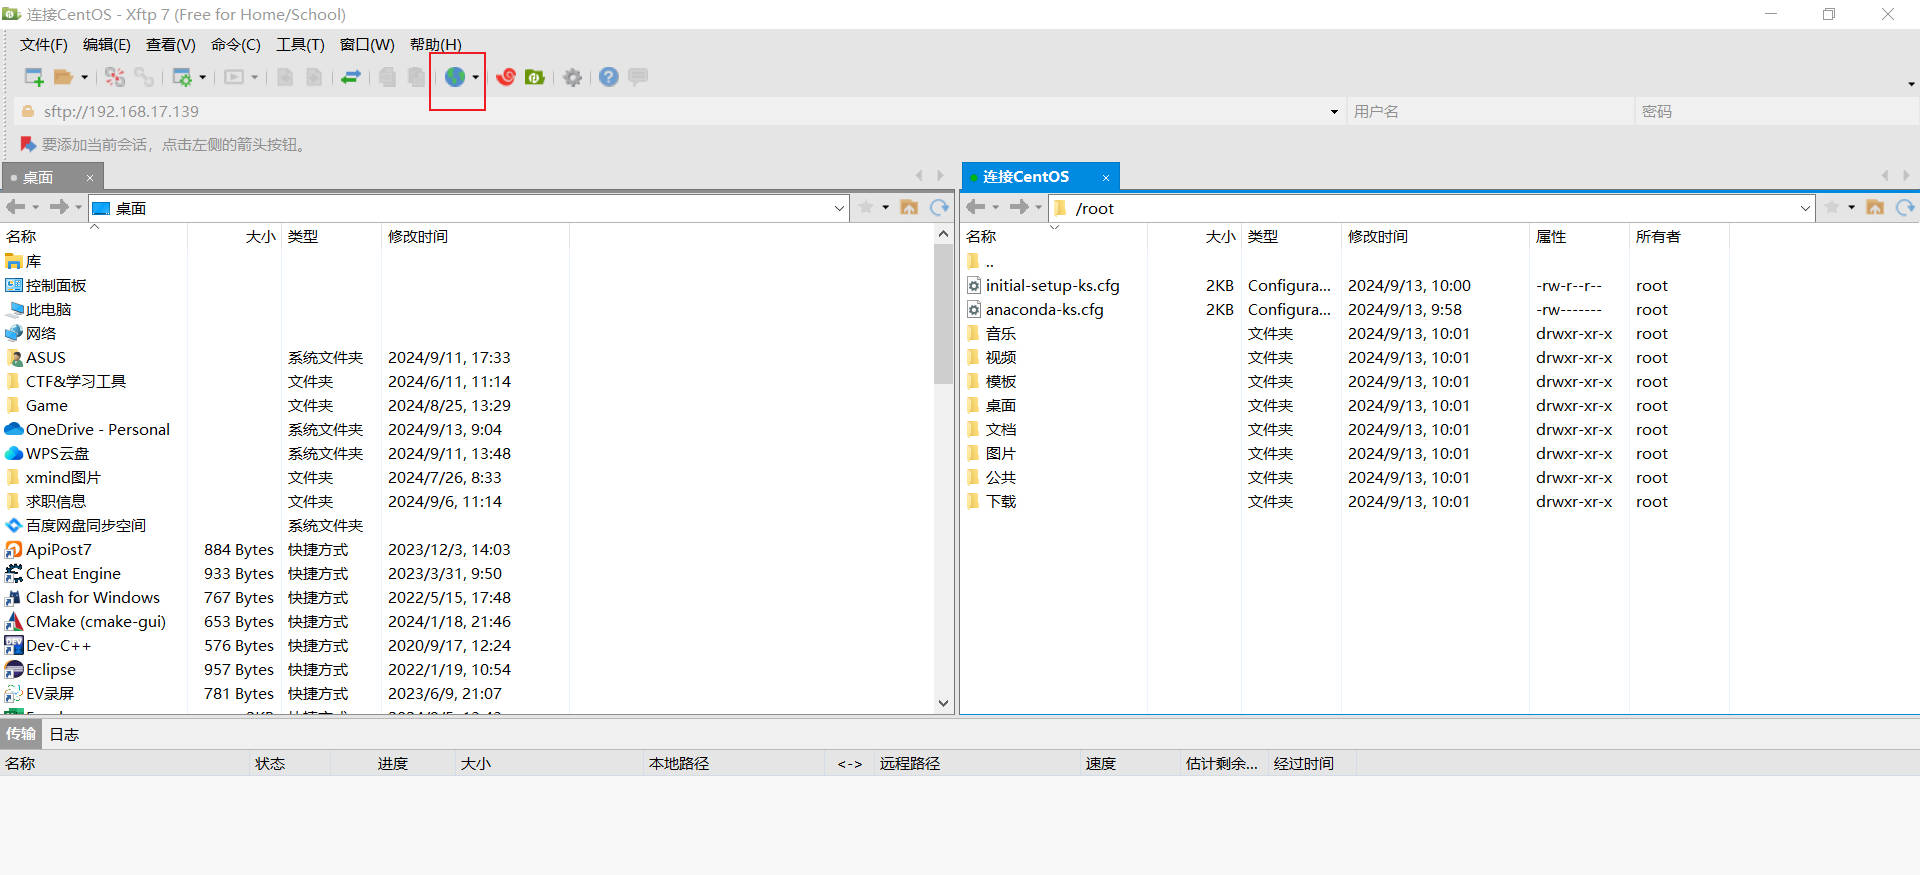 连接CentOS - Xftp 7 (Free for Home/School)
文件(F) 编辑(E) 查看(V) 命令(C) 工具(T) 窗口(W) 帮助(H)
sftp://192.168.17.139 用户名 密码
要添加当前会话，点击左侧的箭头按钮。
桌面 ×
连接CentOS ×
桌面
/root
名称 大小 类型 修改时间
库
控制面板
此电脑
网络
ASUS 系统文件夹 2024/9/11, 17:33
CTF&学习工具 文件夹 2024/6/11, 11:14
Game 文件夹 2024/8/25, 13:29
OneDrive - Personal 系统文件夹 2024/9/13, 9:04
WPS云盘 系统文件夹 2024/9/11, 13:48
xmind图片 文件夹 2024/7/26, 8:33
求职信息 文件夹 2024/9/6, 11:14
百度网盘同步空间 系统文件夹
ApiPost7 884 Bytes 快捷方式 2023/12/3, 14:03
Cheat Engine 933 Bytes 快捷方式 2023/3/31, 9:50
Clash for Windows 767 Bytes 快捷方式 2022/5/15, 17:48
CMake (cmake-gui) 653 Bytes 快捷方式 2024/1/18, 21:46
Dev-C++ 576 Bytes 快捷方式 2020/9/17, 12:24
Eclipse 957 Bytes 快捷方式 2022/1/19, 10:54
EV录屏 781 Bytes 快捷方式 2023/6/9, 21:07
名称 大小 类型 修改时间 属性 所有者
..
initial-setup-ks.cfg 2KB Configura... 2024/9/13, 10:00 -rw-r--r-- root
anaconda-ks.cfg 2KB Configura... 2024/9/13, 9:58 -rw------- root
音乐 文件夹 2024/9/13, 10:01 drwxr-xr-x root
视频 文件夹 2024/9/13, 10:01 drwxr-xr-x root
模板 文件夹 2024/9/13, 10:01 drwxr-xr-x root
桌面 文件夹 2024/9/13, 10:01 drwxr-xr-x root
文档 文件夹 2024/9/13, 10:01 drwxr-xr-x root
图片 文件夹 2024/9/13, 10:01 drwxr-xr-x root
公共 文件夹 2024/9/13, 10:01 drwxr-xr-x root
下载 文件夹 2024/9/13, 10:01 drwxr-xr-x root
传输 日志
名称 状态 进度 大小 本地路径 <-> 远程路径 速度 估计剩余... 经过时间